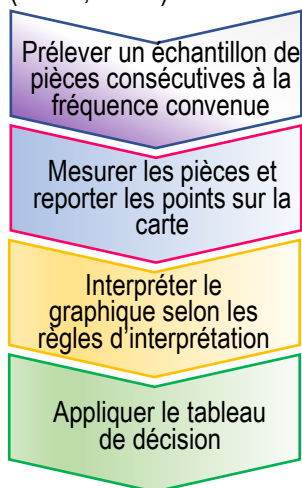 Prélever un échantillon de
pièces consécutives à la
fréquence convenue
Mesurer les pièces et
reporter les points sur la
carte
Interpréter le
graphique selon les
règles d’interprétation
Appliquer le tableau
de décision